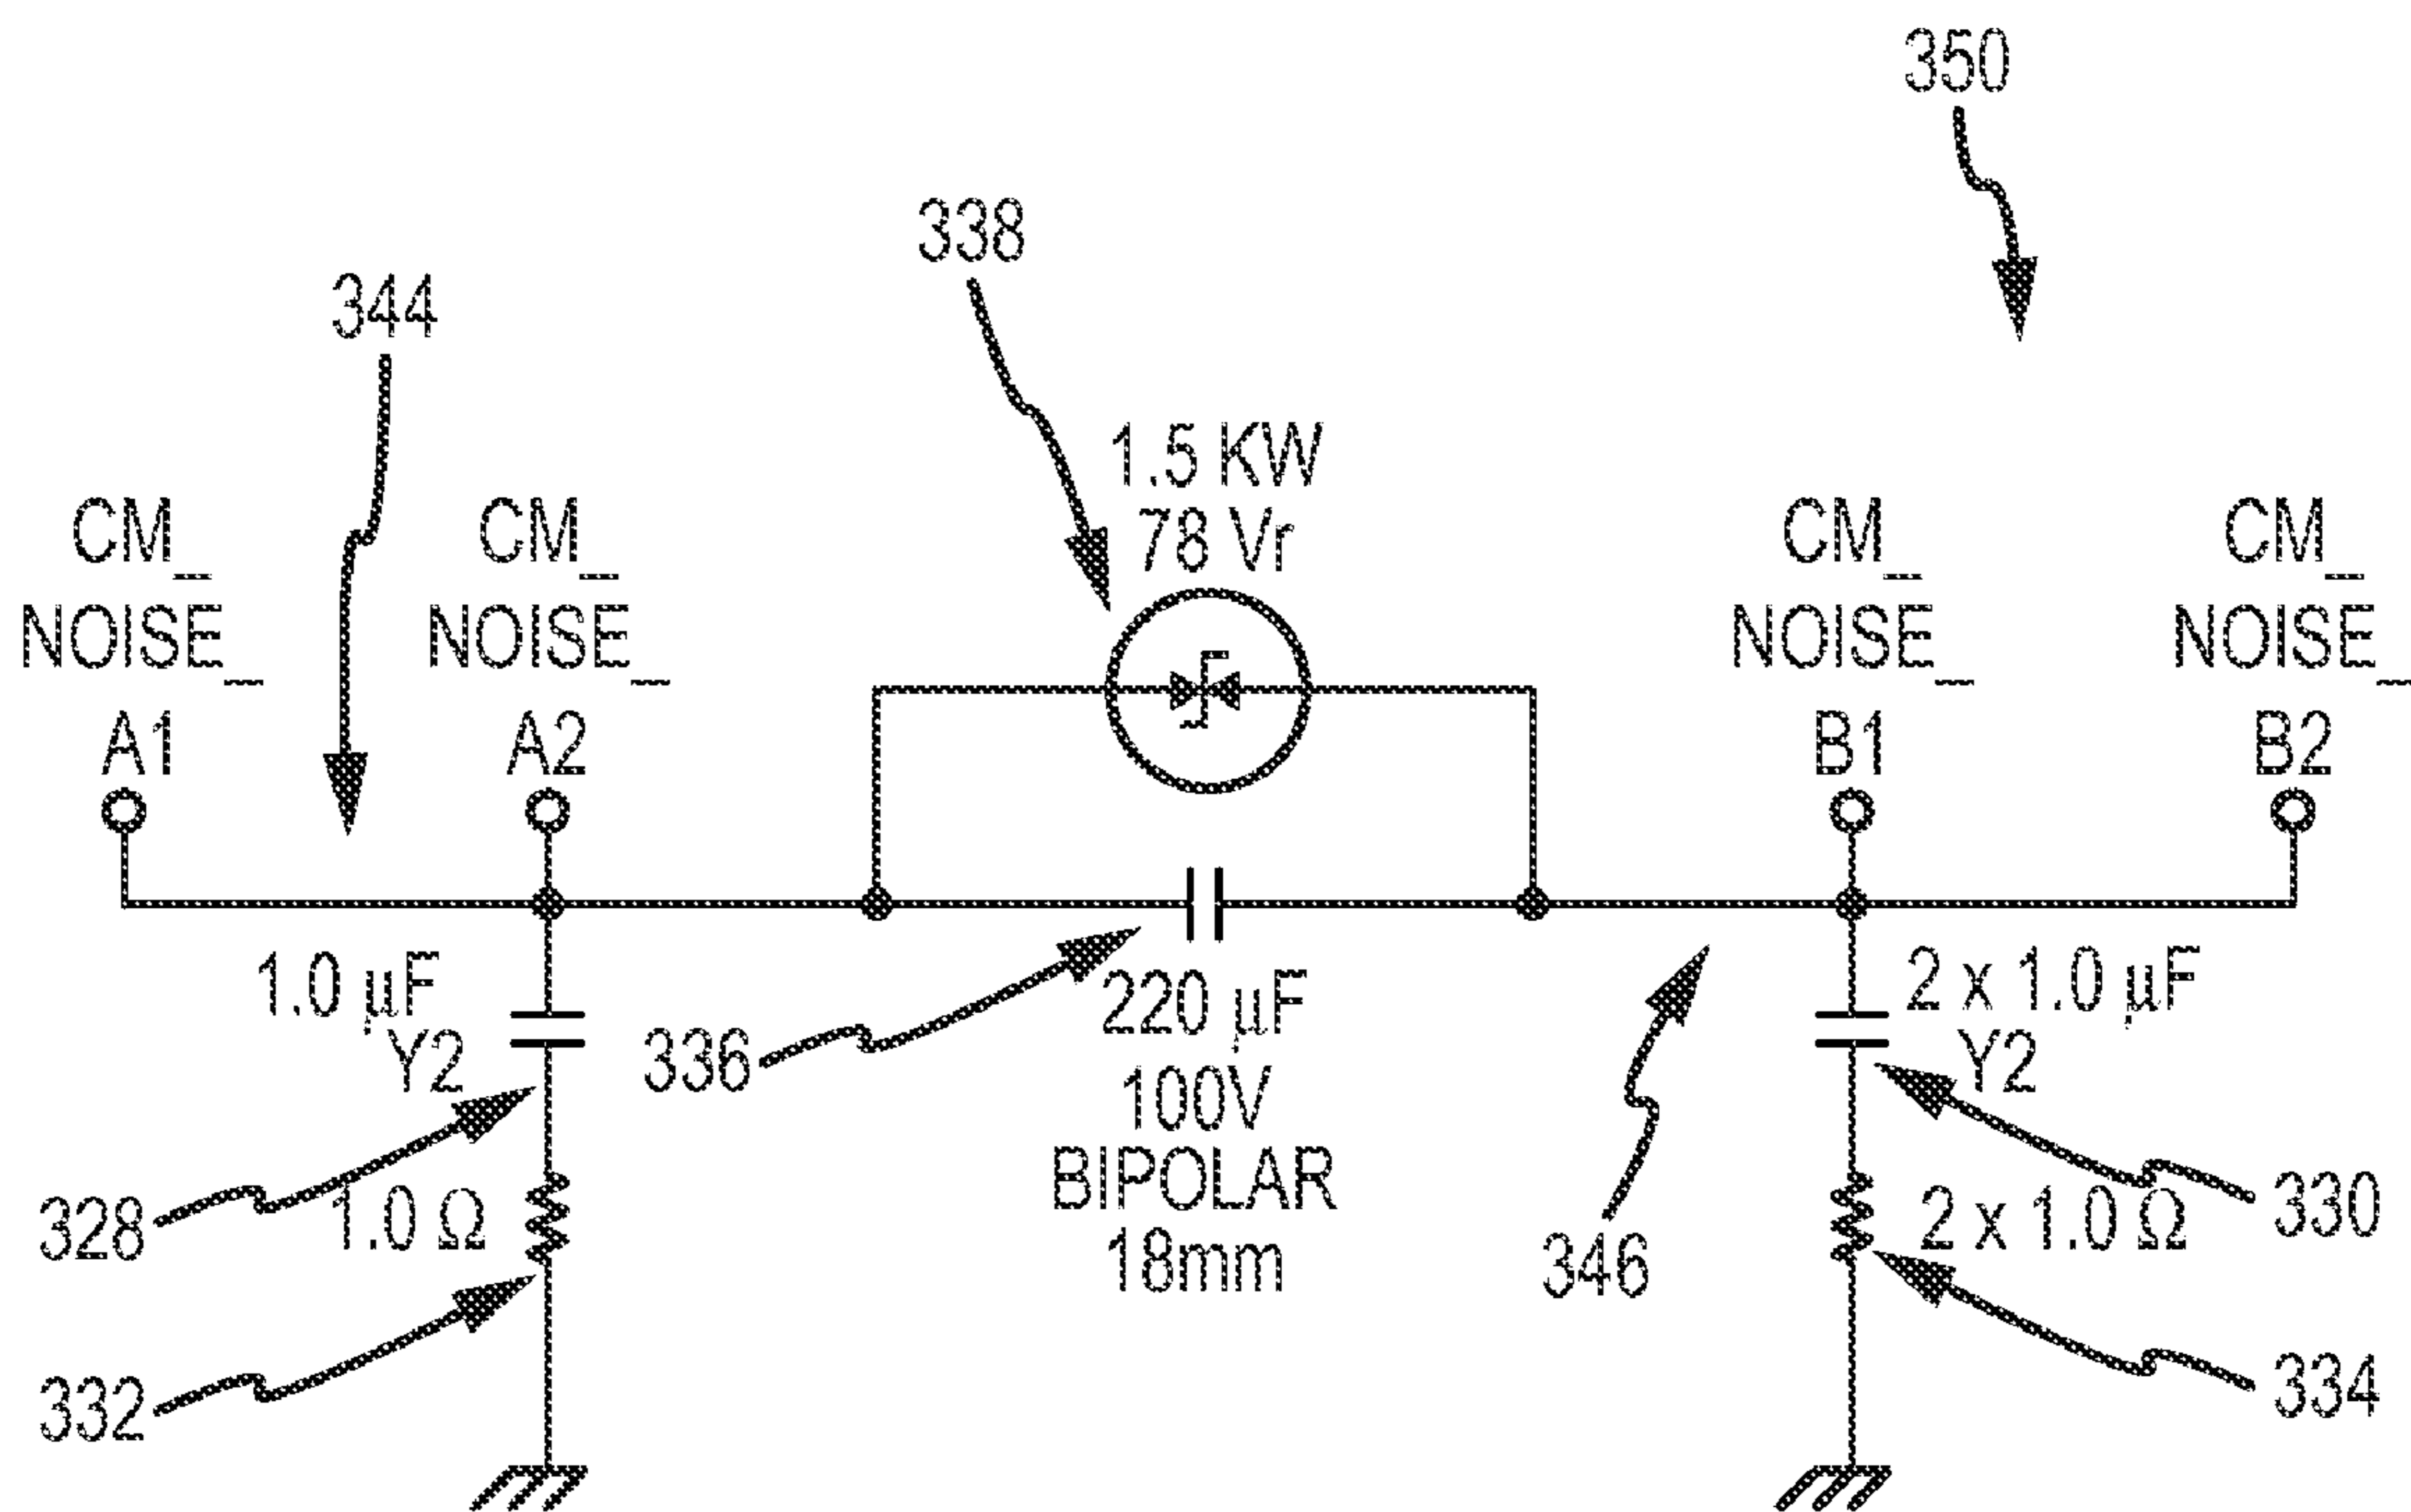 350
338
344
1.5 KW
78 Vr
CM_
NOISE_
A1
CM_
NOISE_
A2
CM_
NOISE_
B1
CM_
NOISE_
B2
1.0 µF
Y2
336
220 µF
100V
BIPOLAR
18mm
2 x 1.0 µF
Y2
328
1.0 Ω
346
2 x 1.0 Ω
330
332
334